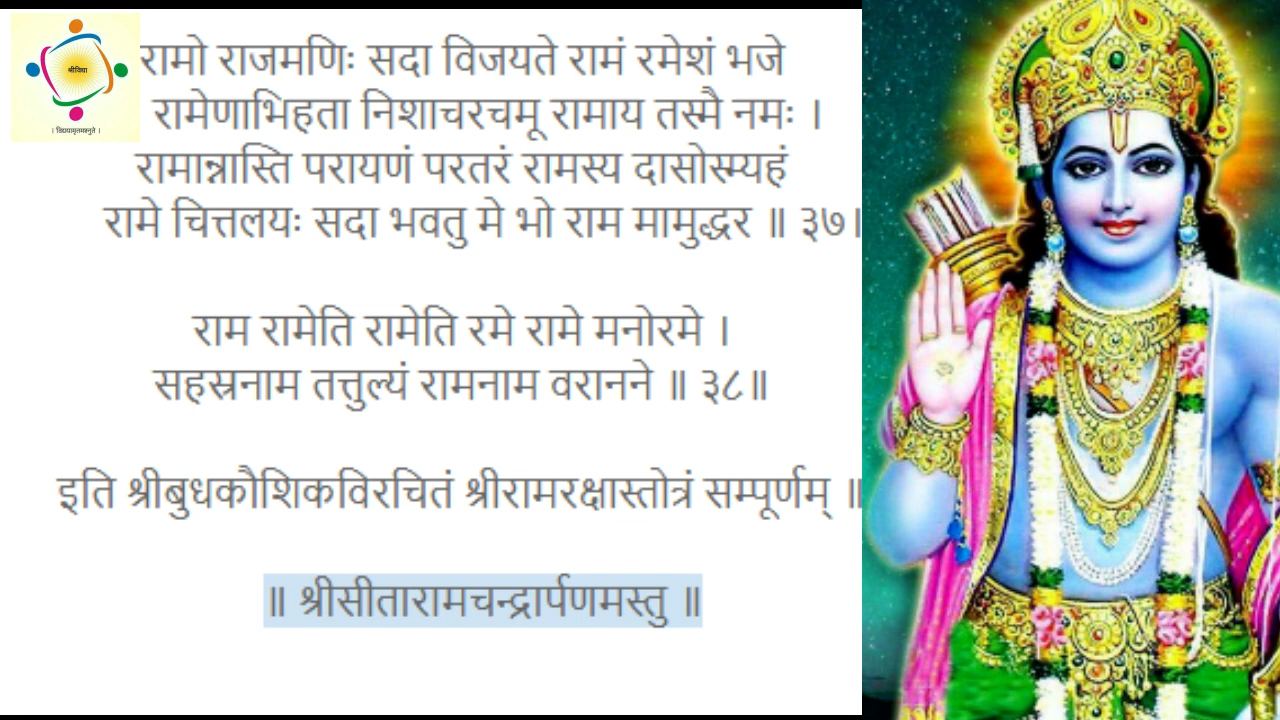 श्रीविद्या
। विद्ययामृतमश्नुते ।
रामो राजमणिः सदा विजयते रामं रमेशं भजे
रामेणाभिहता निशाचरचमू रामाय तस्मै नमः ।
रामान्नास्ति परायणं परतरं रामस्य दासोस्म्यहं
रामे चित्तलयः सदा भवतु मे भो राम मामुद्धर ॥ ३७।
राम रामेति रामेति रमे रामे मनोरमे ।
सहस्रनाम तत्तुल्यं रामनाम वरानने ॥ ३८॥
इति श्रीबुधकौशिकविरचितं श्रीरामरक्षास्तोत्रं सम्पूर्णम् ॥
॥ श्रीसीतारामचन्द्रार्पणमस्तु ॥